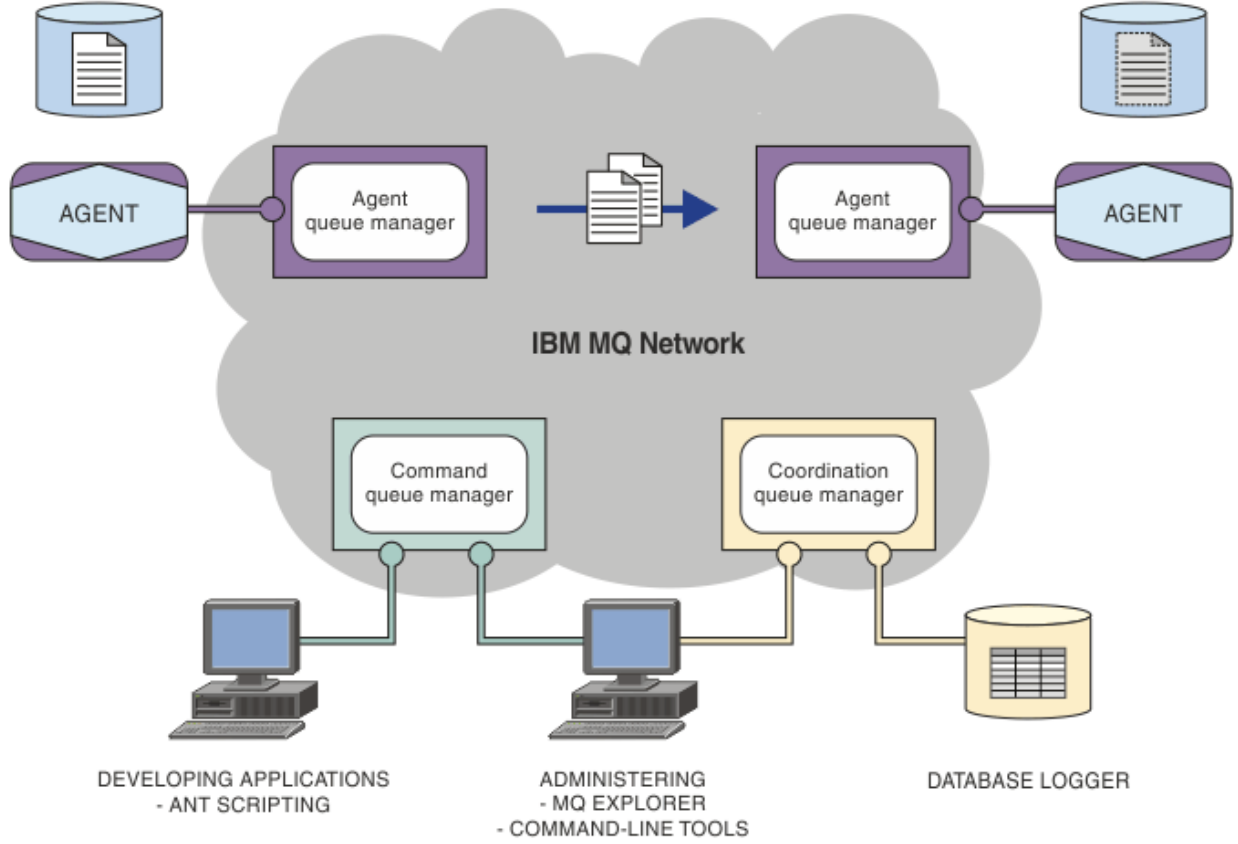 AGENT
Agent
queue manager
Agent
queue manager
AGENT
IBM MQ Network
Command
queue manager
Coordination
queue manager
DEVELOPING APPLICATIONS
- ANT SCRIPTING
ADMINISTERING
- MQ EXPLORER
- COMMAND-LINE TOOLS
DATABASE LOGGER